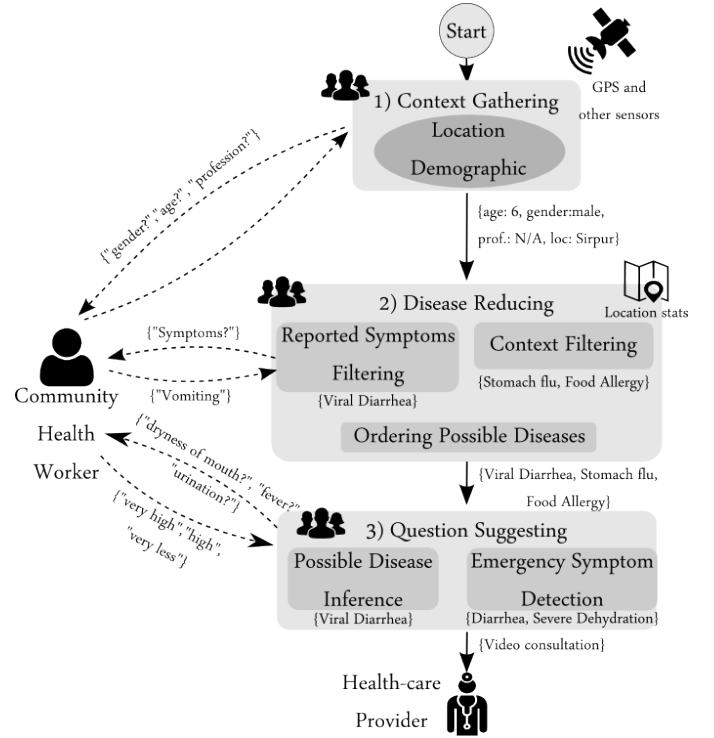 Start
GPS and
other sensors
1) Context Gathering
Location
Demographic
{"gender?","age?","profession?"}
{age: 6, gender:male,
prof.: N/A, loc: Sirpur}
2) Disease Reducing
Location stats
{"Symptoms?"}
Reported Symptoms
Filtering
{Viral Diarrhea}
Context Filtering
{Stomach flu, Food Allergy}
{"Vomiting"}
Ordering Possible Diseases
Community
Health
Worker
{"dryness of mouth?", "fever?"
"urination?"}
{"very high","high",
"very less"}
{Viral Diarrhea, Stomach flu,
Food Allergy}
3) Question Suggesting
Possible Disease
Inference
{Viral Diarrhea}
Emergency Symptom
Detection
{Diarrhea, Severe Dehydration}
{Video consultation}
Health-care
Provider